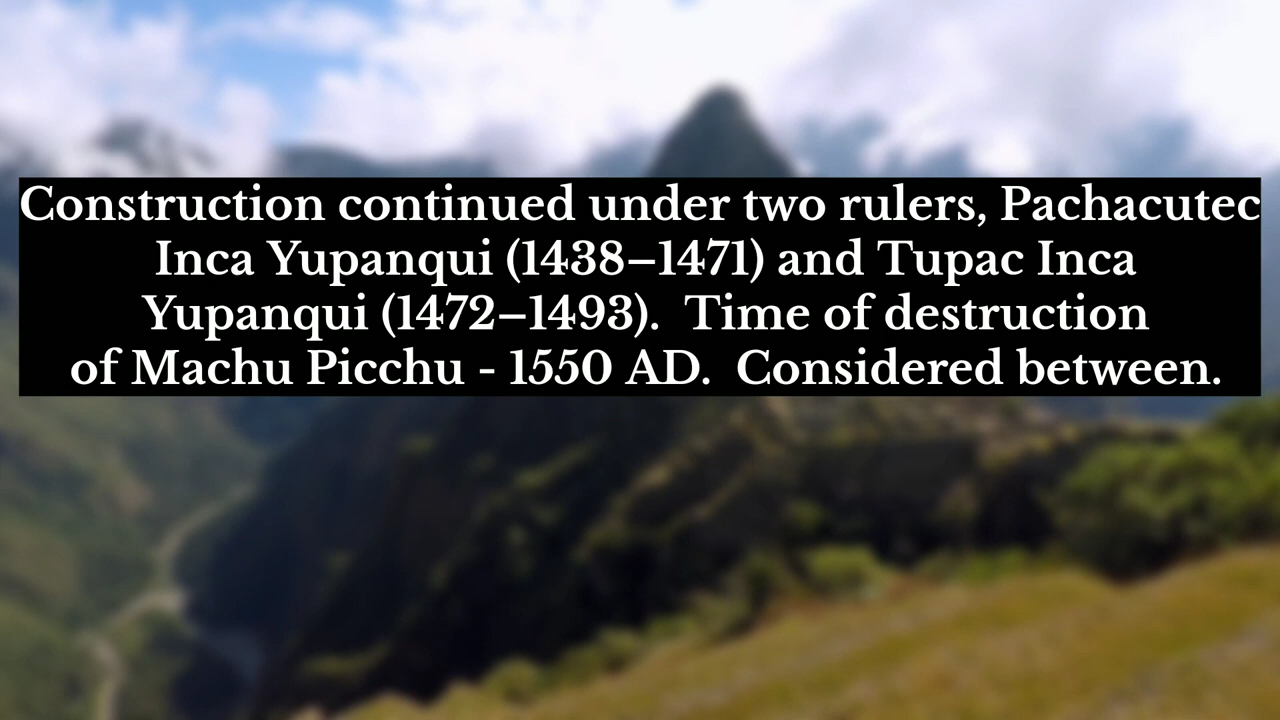 Construction continued under two rulers, Pachacutec
Inca Yupanqui (1438–1471) and Tupac Inca
Yupanqui (1472–1493).  Time of destruction
of Machu Picchu - 1550 AD.  Considered between.